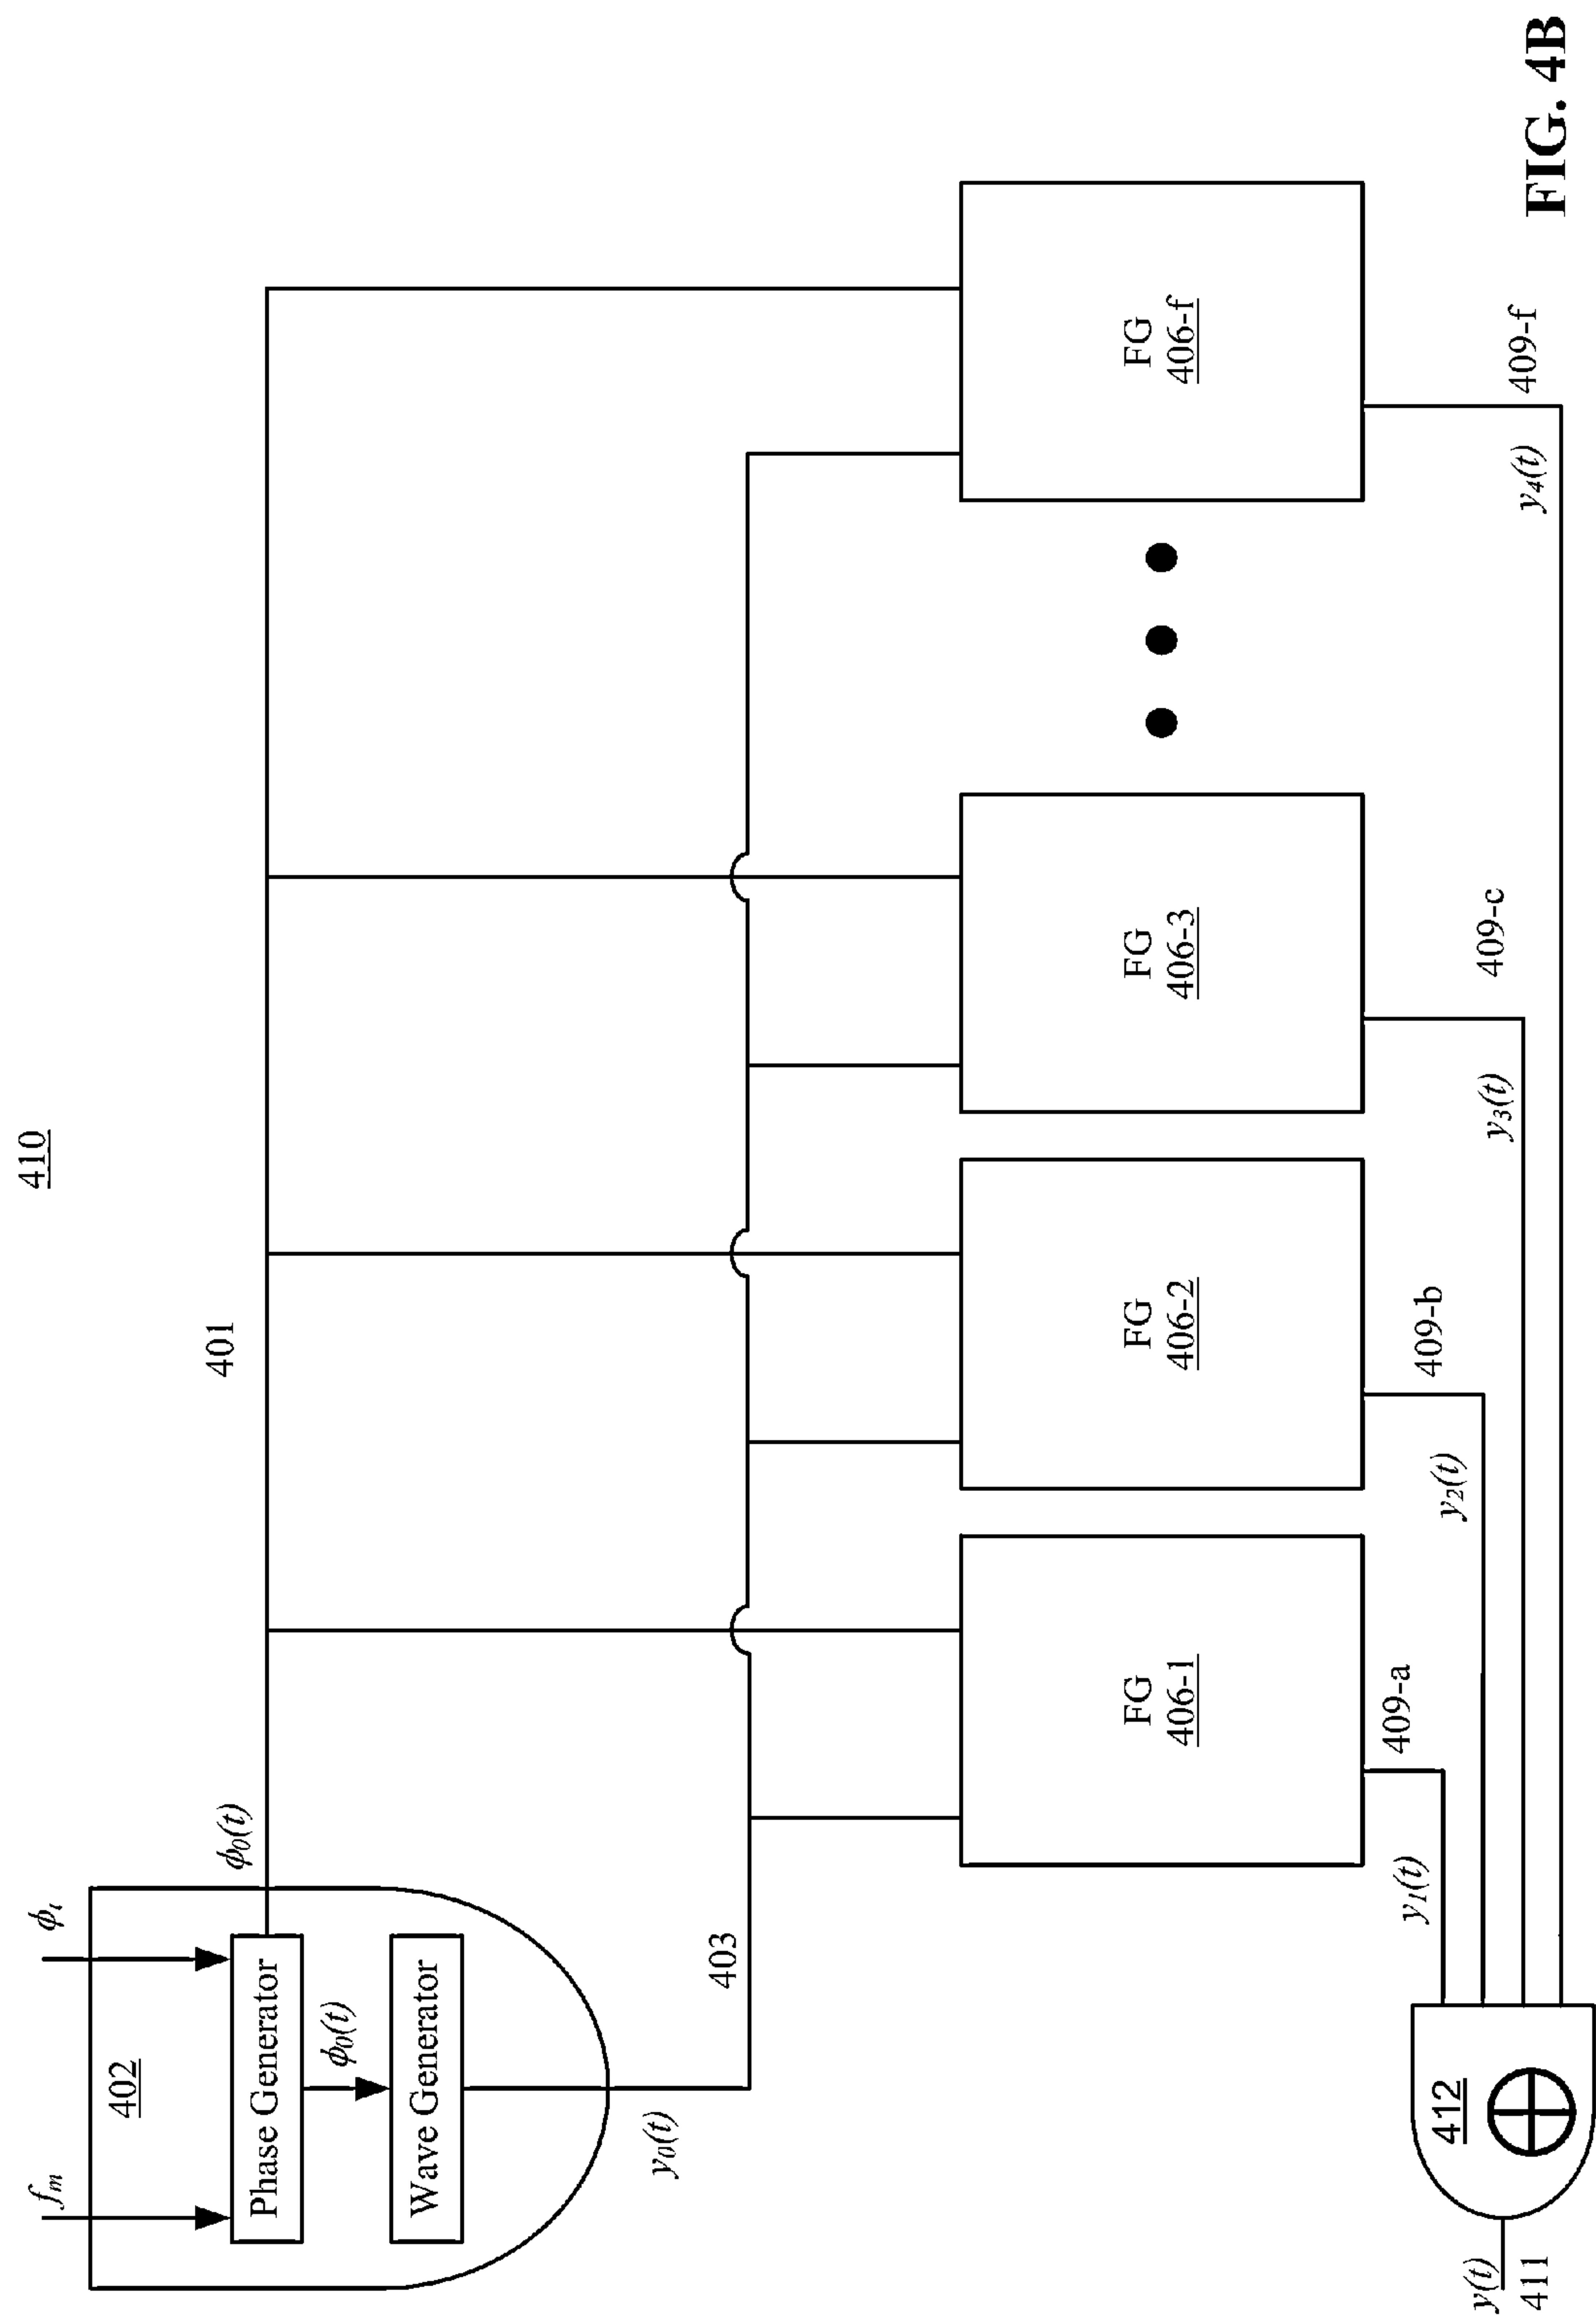 410
f_m
ϕ_i
402
Phase Generator
ϕ_0(t)
ϕ_0(t)
Wave Generator
401
y_0(t)
403
FG
406-1
FG
406-2
FG
406-3
FG
406-f
409-a
y_1(t)
409-b
y_2(t)
409-c
y_3(t)
409-f
y_4(t)
412
y(t)
411
FIG. 4B